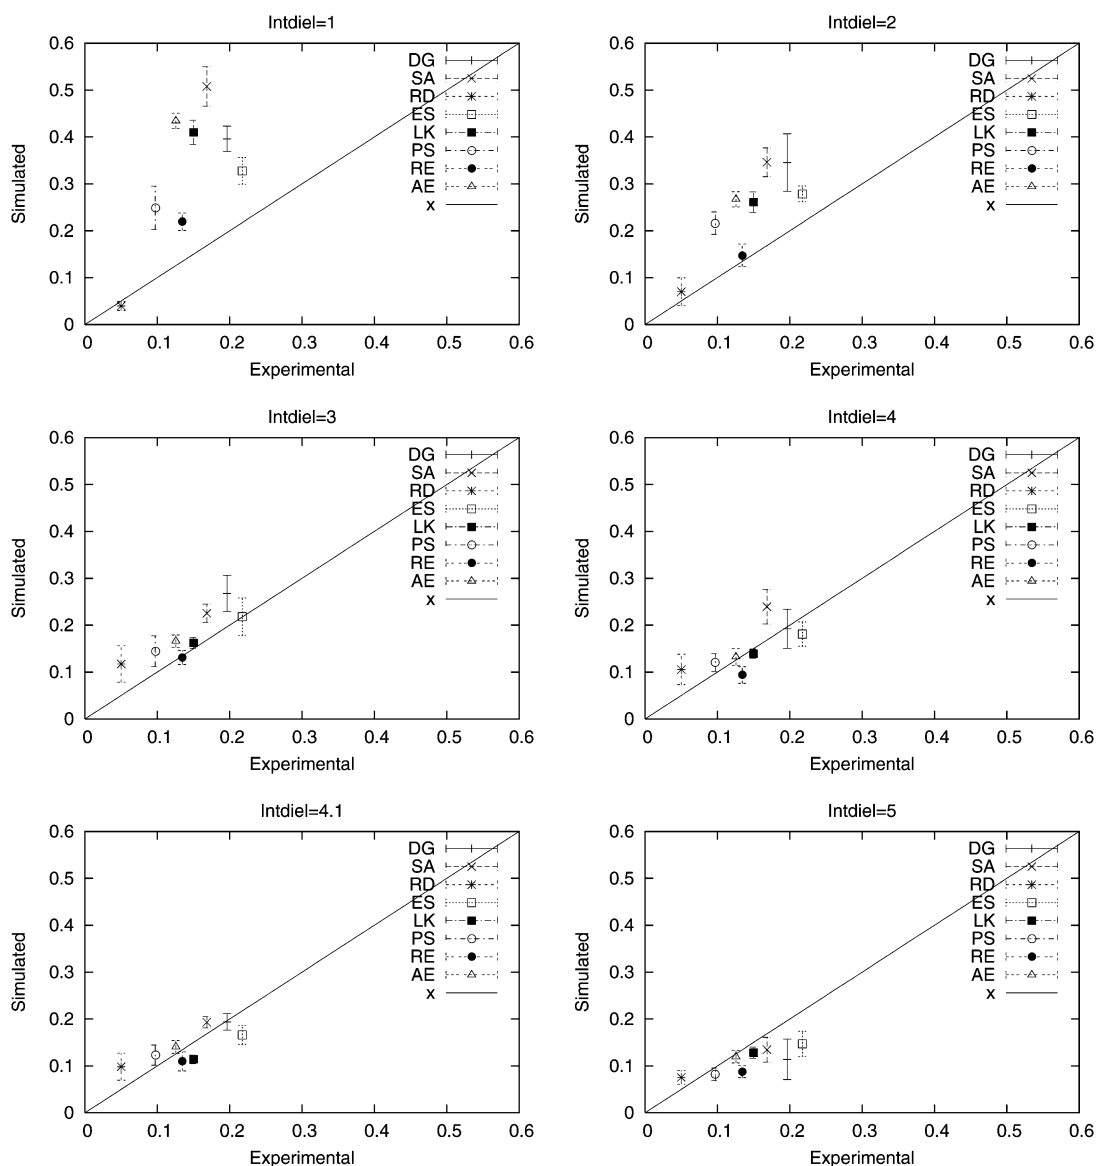 Intdiel=1
0.6
0.5
0.4
0.3
0.2
0.1
0
Simulated
DG
SA
RD
ES
LK
PS
RE
AE
x
0 0.1 0.2 0.3 0.4 0.5 0.6
Experimental
Intdiel=2
0.6
0.5
0.4
0.3
0.2
0.1
0
Simulated
DG
SA
RD
ES
LK
PS
RE
AE
x
0 0.1 0.2 0.3 0.4 0.5 0.6
Experimental
Intdiel=3
0.6
0.5
0.4
0.3
0.2
0.1
0
Simulated
DG
SA
RD
ES
LK
PS
RE
AE
x
0 0.1 0.2 0.3 0.4 0.5 0.6
Experimental
Intdiel=4
0.6
0.5
0.4
0.3
0.2
0.1
0
Simulated
DG
SA
RD
ES
LK
PS
RE
AE
x
0 0.1 0.2 0.3 0.4 0.5 0.6
Experimental
Intdiel=4.1
0.6
0.5
0.4
0.3
0.2
0.1
0
Simulated
DG
SA
RD
ES
LK
PS
RE
AE
x
0 0.1 0.2 0.3 0.4 0.5 0.6
Experimental
Intdiel=5
0.6
0.5
0.4
0.3
0.2
0.1
0
Simulated
DG
SA
RD
ES
LK
PS
RE
AE
x
0 0.1 0.2 0.3 0.4 0.5 0.6
Experimental